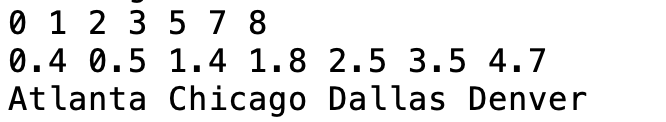 0 1 2 3 5 7 8
0.4 0.5 1.4 1.8 2.5 3.5 4.7
Atlanta Chicago Dallas Denver